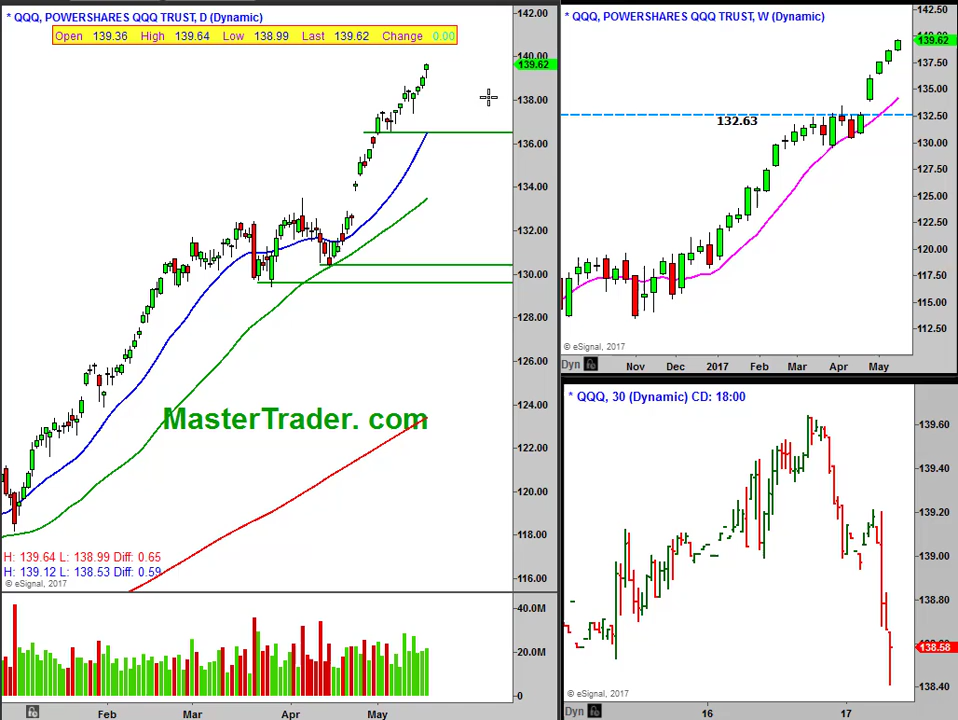 * QQQ, POWERSHARES QQQ TRUST, D (Dynamic)
Open 139.36 High 139.64 Low 138.99 Last 139.62 Change 0.00
142.00
140.00
139.62
138.00
136.00
134.00
132.00
130.00
128.00
126.00
124.00
122.00
120.00
118.00
116.00
MasterTrader. com
H: 139.64 L: 138.99 Diff: 0.65
H: 139.12 L: 138.53 Diff: 0.59
© eSignal, 2017
40.0M
20.0M
0
Feb Mar Apr May
* QQQ, POWERSHARES QQQ TRUST, W (Dynamic)
142.50
139.62
137.50
135.00
132.50
130.00
127.50
125.00
122.50
120.00
117.50
115.00
112.50
132.63
© eSignal, 2017
Dyn Nov Dec 2017 Feb Mar Apr May
* QQQ, 30 (Dynamic) CD: 18:00
139.60
139.40
139.20
139.00
138.80
138.58
138.40
© eSignal, 2017
Dyn 16 17